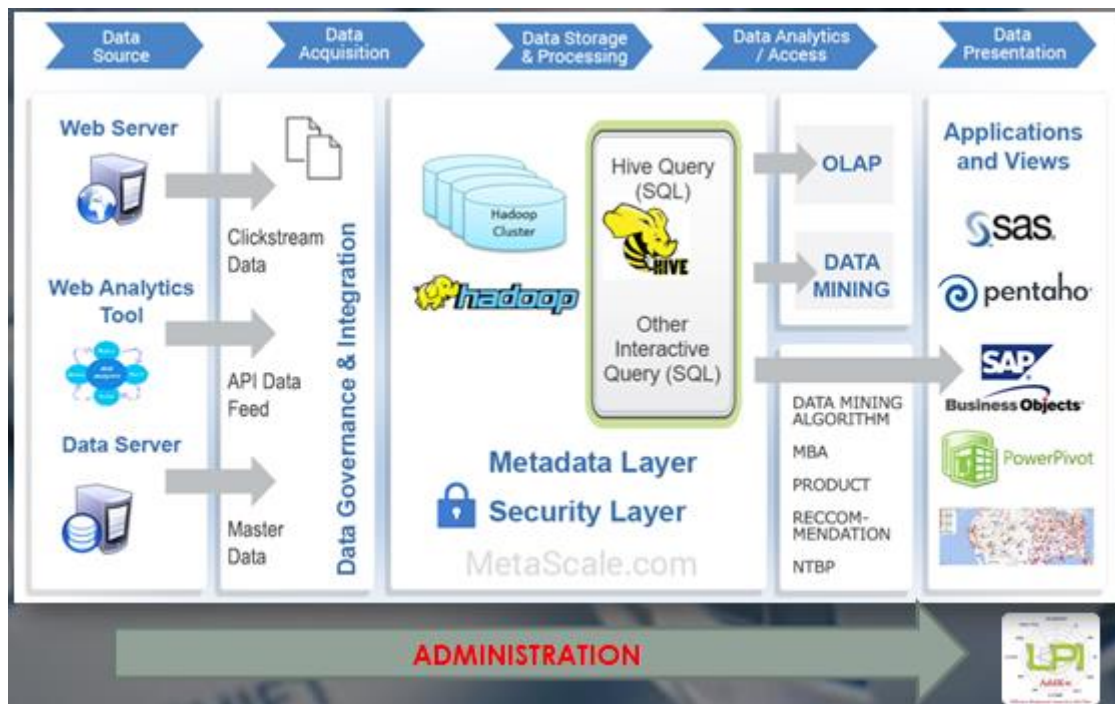 Data
Source
Data
Acquisition
Data Storage
& Processing
Data Analytics
/ Access
Data
Presentation
Web Server
Web Analytics
Tool
Data Server
Clickstream
Data
API Data
Feed
Master
Data
Data Governance & Integration
Hadoop
Cluster
hadoop
Hive Query
(SQL)
HIVE
Other
Interactive
Query (SQL)
Metadata Layer
Security Layer
MetaScale.com
OLAP
DATA
MINING
DATA MINING
ALGORITHM
MBA
PRODUCT
RECCOM-
MENDATION
NTBP
Applications
and Views
sas
pentaho
SAP
Business Objects
PowerPivot
ADMINISTRATION
LPI